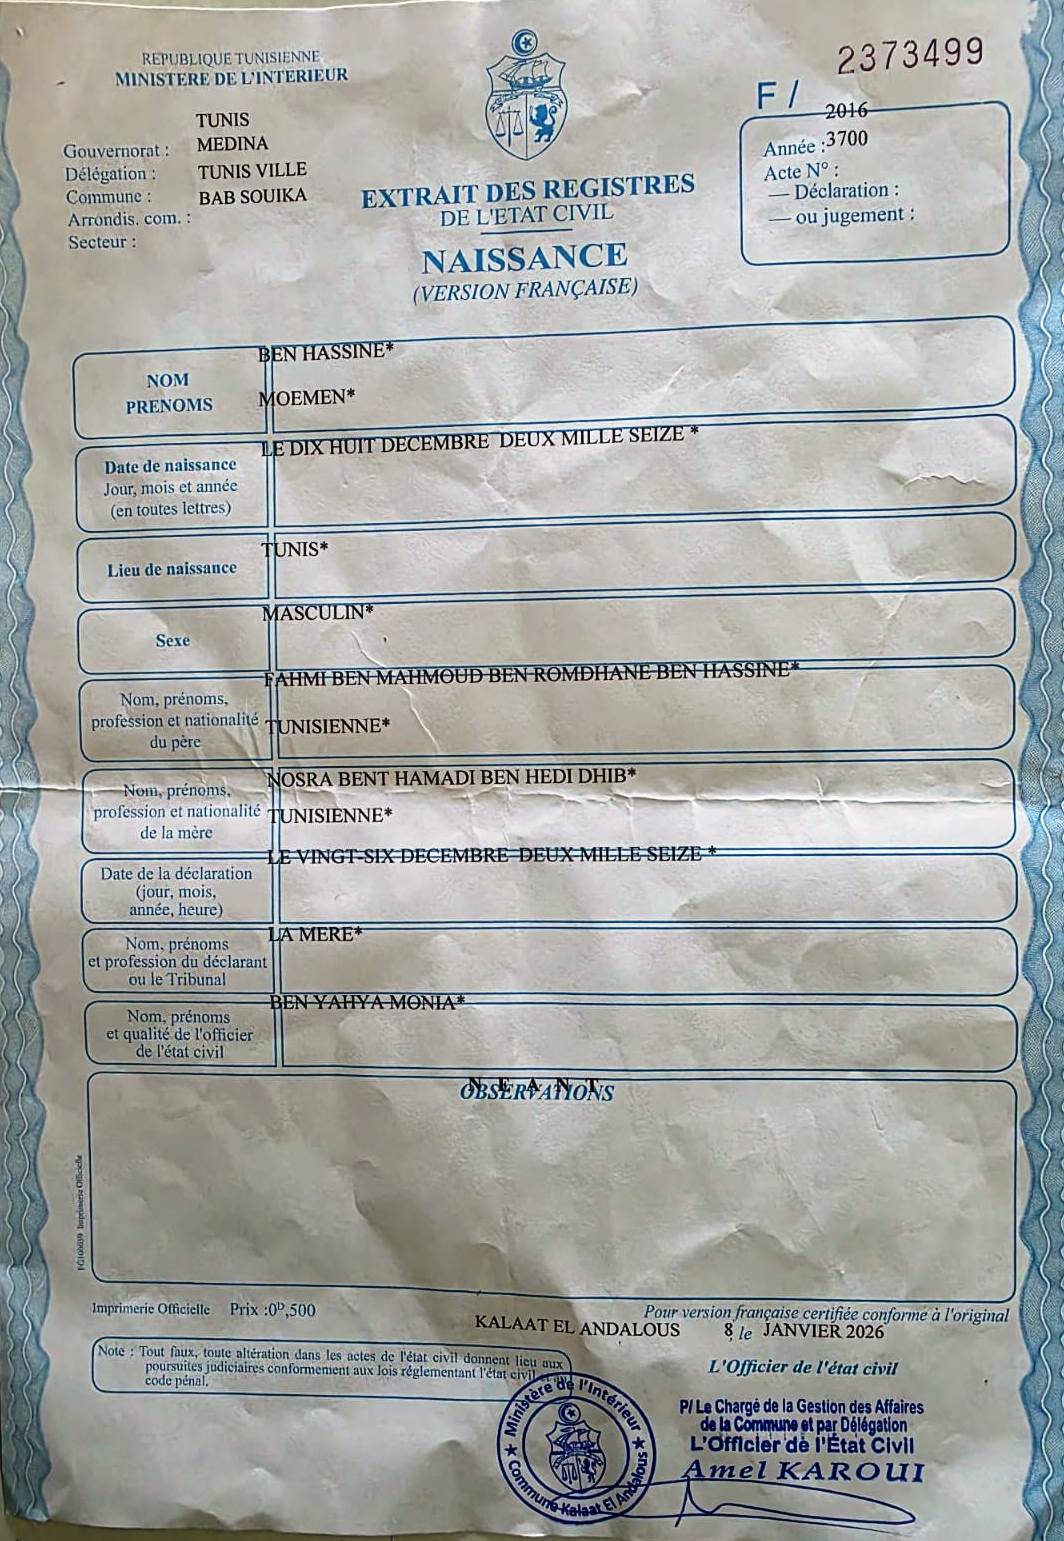 REPUBLIQUE TUNISIENNE
MINISTERE DE L'INTERIEUR
2373499
F /
TUNIS
Gouvernorat : MEDINA
Délégation : TUNIS VILLE
Commune : BAB SOUIKA
Arrondis. com. :
Secteur :
2016
Année : 3700
Acte N° :
— Déclaration :
— ou jugement :
EXTRAIT DES REGISTRES
DE L'ETAT CIVIL
NAISSANCE
(VERSION FRANÇAISE)
BEN HASSINE*
NOM
PRENOMS
MOEMEN*
LE DIX HUIT DECEMBRE DEUX MILLE SEIZE *
Date de naissance
Jour, mois et année
(en toutes lettres)
TUNIS*
Lieu de naissance
MASCULIN*
Sexe
FAHMI BEN MAHMOUD BEN ROMDHANE BEN HASSINE*
Nom, prénoms,
profession et nationalité
du père
TUNISIENNE*
NOSRA BENT HAMADI BEN HEDI DHIB*
Nom, prénoms,
profession et nationalité
de la mère
TUNISIENNE*
LE VINGT-SIX DECEMBRE DEUX MILLE SEIZE *
Date de la déclaration
(jour, mois,
année, heure)
LA MERE*
Nom, prénoms
et profession du déclarant
ou le Tribunal
BEN YAHYA MONIA*
Nom, prénoms
et qualité de l'officier
de l'état civil
N E A N T
OBSERVATIONS
Imprimerie Officielle
Imprimerie Officielle Prix :0ᴰ,500
Pour version française certifiée conforme à l'original
KALAAT EL ANDALOUS 8 le JANVIER 2026
Note : Tout faux, toute altération dans les actes de l'état civil donnent lieu aux
poursuites judiciaires conformement aux lois réglementant l'état civil
code pénal.
L'Officier de l'état civil
P/ Le Chargé de la Gestion des Affaires
de la Commune et par Délégation
L'Officier de l'État Civil
Amel KAROUI
★ Ministère de l'Intérieur ★
Commune Kalaat El Andalous